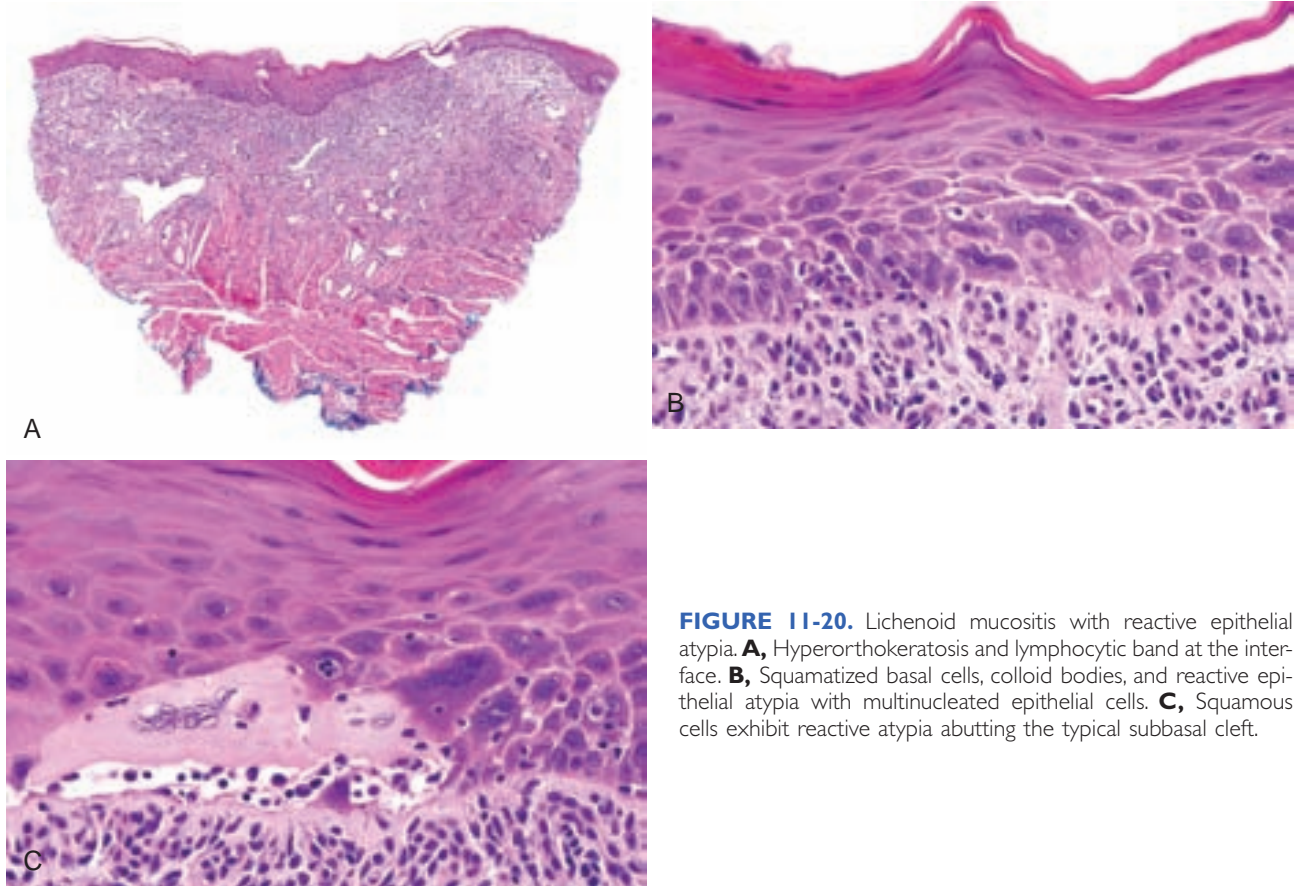 A
B
C
FIGURE 11-20. Lichenoid mucositis with reactive epithelial
atypia. A, Hyperorthokeratosis and lymphocytic band at the inter-
face. B, Squamatized basal cells, colloid bodies, and reactive epi-
thelial atypia with multinucleated epithelial cells. C, Squamous
cells exhibit reactive atypia abutting the typical subbasal cleft.